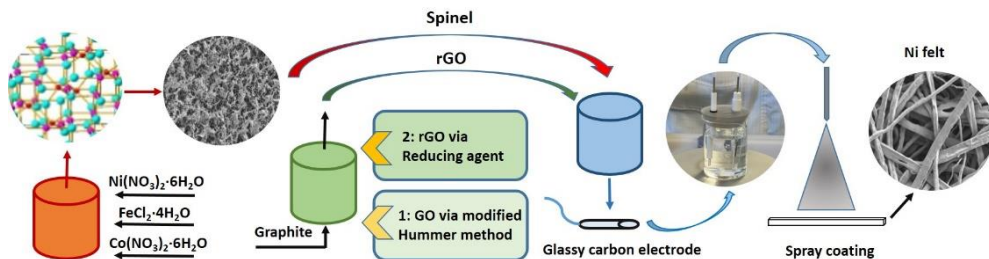 Spinel
rGO
Ni felt
2: rGO via
Reducing agent
Ni(NO₃)₂·6H₂O
FeCl₂·4H₂O
Co(NO₃)₂·6H₂O
Graphite
1: GO via modified
Hummer method
Glassy carbon electrode
Spray coating